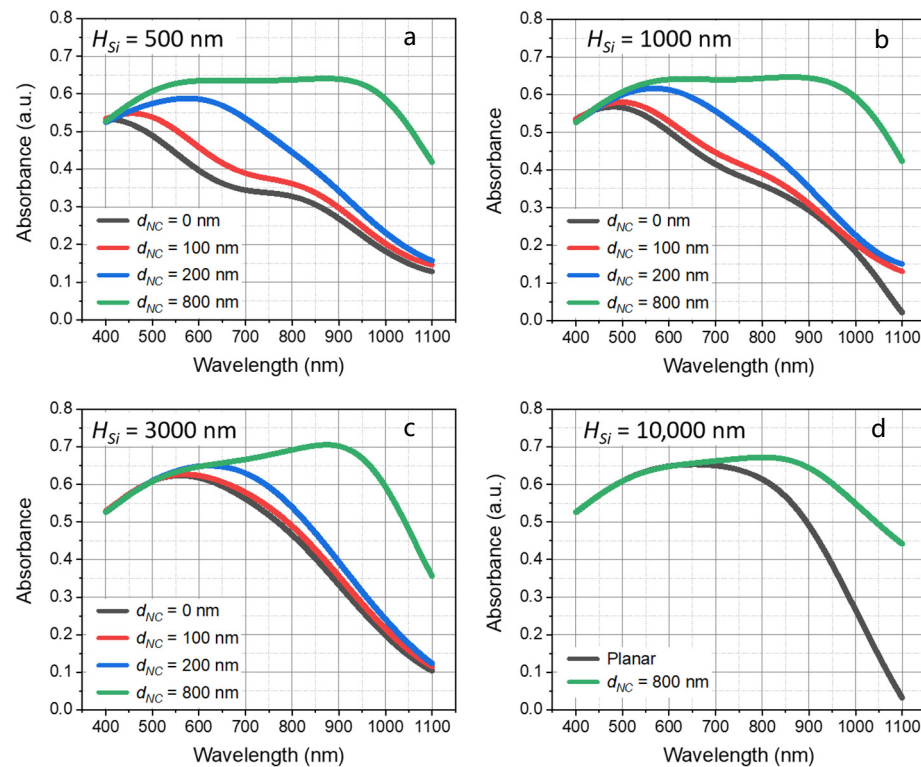 H_Si = 500 nm
a
Absorbance (a.u.)
0.8
0.7
0.6
0.5
0.4
0.3
0.2
0.1
0.0
d_NC = 0 nm
d_NC = 100 nm
d_NC = 200 nm
d_NC = 800 nm
400 500 600 700 800 900 1000 1100
Wavelength (nm)
H_Si = 1000 nm
b
Absorbance
0.8
0.7
0.6
0.5
0.4
0.3
0.2
0.1
0.0
d_NC = 0 nm
d_NC = 100 nm
d_NC = 200 nm
d_NC = 800 nm
400 500 600 700 800 900 1000 1100
Wavelength (nm)
H_Si = 3000 nm
c
Absorbance
0.8
0.7
0.6
0.5
0.4
0.3
0.2
0.1
0.0
d_NC = 0 nm
d_NC = 100 nm
d_NC = 200 nm
d_NC = 800 nm
400 500 600 700 800 900 1000 1100
Wavelength (nm)
H_Si = 10,000 nm
d
Absorbance (a.u.)
0.8
0.7
0.6
0.5
0.4
0.3
0.2
0.1
0.0
Planar
d_NC = 800 nm
400 500 600 700 800 900 1000 1100
Wavelength (nm)